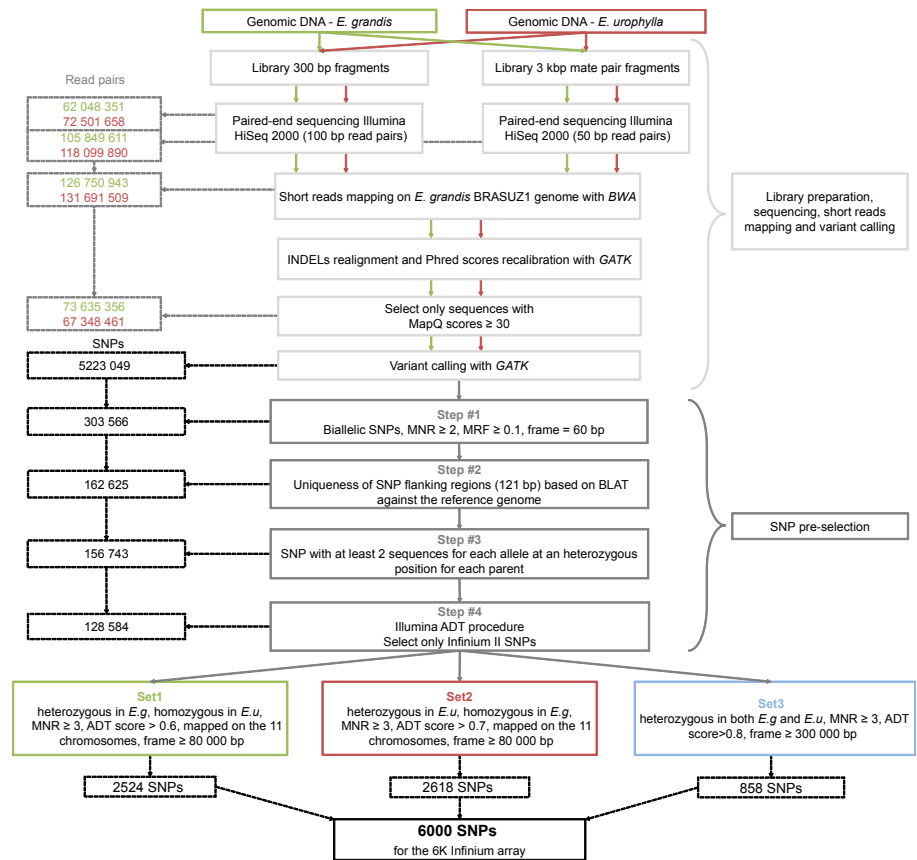 Genomic DNA - E. grandis
Genomic DNA - E. urophylla
Library 300 bp fragments
Library 3 kbp mate pair fragments
Read pairs
62 048 351
72 501 658
105 849 611
118 099 890
Paired-end sequencing Illumina
HiSeq 2000 (100 bp read pairs)
Paired-end sequencing Illumina
HiSeq 2000 (50 bp read pairs)
126 750 943
131 691 509
Short reads mapping on E. grandis BRASUZ1 genome with BWA
Library preparation,
sequencing, short reads
mapping and variant calling
INDELs realignment and Phred scores recalibration with GATK
73 635 356
67 348 461
Select only sequences with
MapQ scores ≥ 30
SNPs
5223 049
Variant calling with GATK
303 566
Step #1
Biallelic SNPs, MNR ≥ 2, MRF ≥ 0.1, frame = 60 bp
162 625
Step #2
Uniqueness of SNP flanking regions (121 bp) based on BLAT
against the reference genome
SNP pre-selection
156 743
Step #3
SNP with at least 2 sequences for each allele at an heterozygous
position for each parent
128 584
Step #4
Illumina ADT procedure
Select only Infinium II SNPs
Set1
heterozygous in E.g, homozygous in E.u,
MNR ≥ 3, ADT score > 0.6, mapped on the 11
chromosomes, frame ≥ 80 000 bp
Set2
heterozygous in E.u, homozygous in E.g,
MNR ≥ 3, ADT score > 0.7, mapped on the 11
chromosomes, frame ≥ 80 000 bp
Set3
heterozygous in both E.g and E.u, MNR ≥ 3, ADT
score>0.8, frame ≥ 300 000 bp
2524 SNPs
2618 SNPs
858 SNPs
6000 SNPs
for the 6K Infinium array